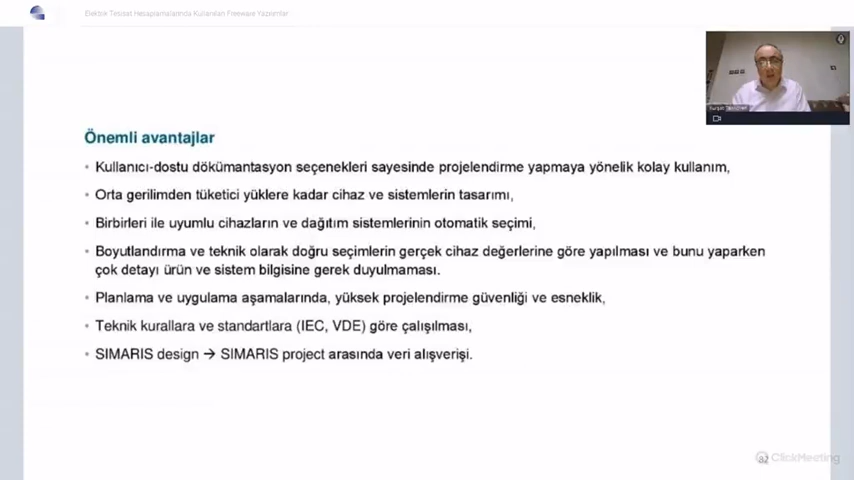 Elektrik Tesisat Hesaplamalarında Kullanılan Freeware Yazılımlar
Önemli avantajlar
• Kullanıcı-dostu dökümantasyon seçenekleri sayesinde projelendirme yapmaya yönelik kolay kullanım,
• Orta gerilimden tüketici yüklere kadar cihaz ve sistemlerin tasarımı,
• Birbirleri ile uyumlu cihazların ve dağıtım sistemlerinin otomatik seçimi,
• Boyutlandırma ve teknik olarak doğru seçimlerin gerçek cihaz değerlerine göre yapılması ve bunu yaparken
çok detayı ürün ve sistem bilgisine gerek duyulmaması.
• Planlama ve uygulama aşamalarında, yüksek projelendirme güvenliği ve esneklik,
• Teknik kurallara ve standartlara (IEC, VDE) göre çalışılması,
• SIMARIS design → SIMARIS project arasında veri alışverişi.
32
ClickMeeting